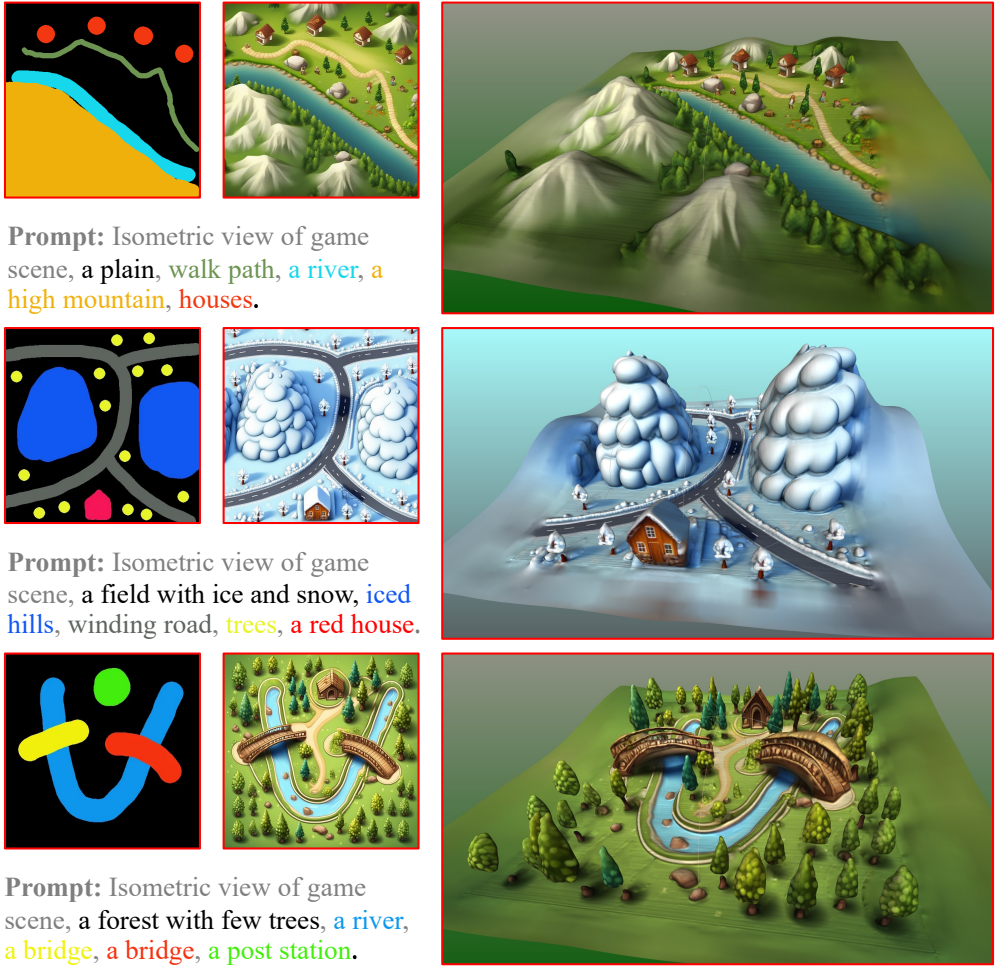 Prompt: Isometric view of game
scene, a plain, walk path, a river, a
high mountain, houses.
Prompt: Isometric view of game
scene, a field with ice and snow, iced
hills, winding road, trees, a red house.
Prompt: Isometric view of game
scene, a forest with few trees, a river,
a bridge, a bridge, a post station.